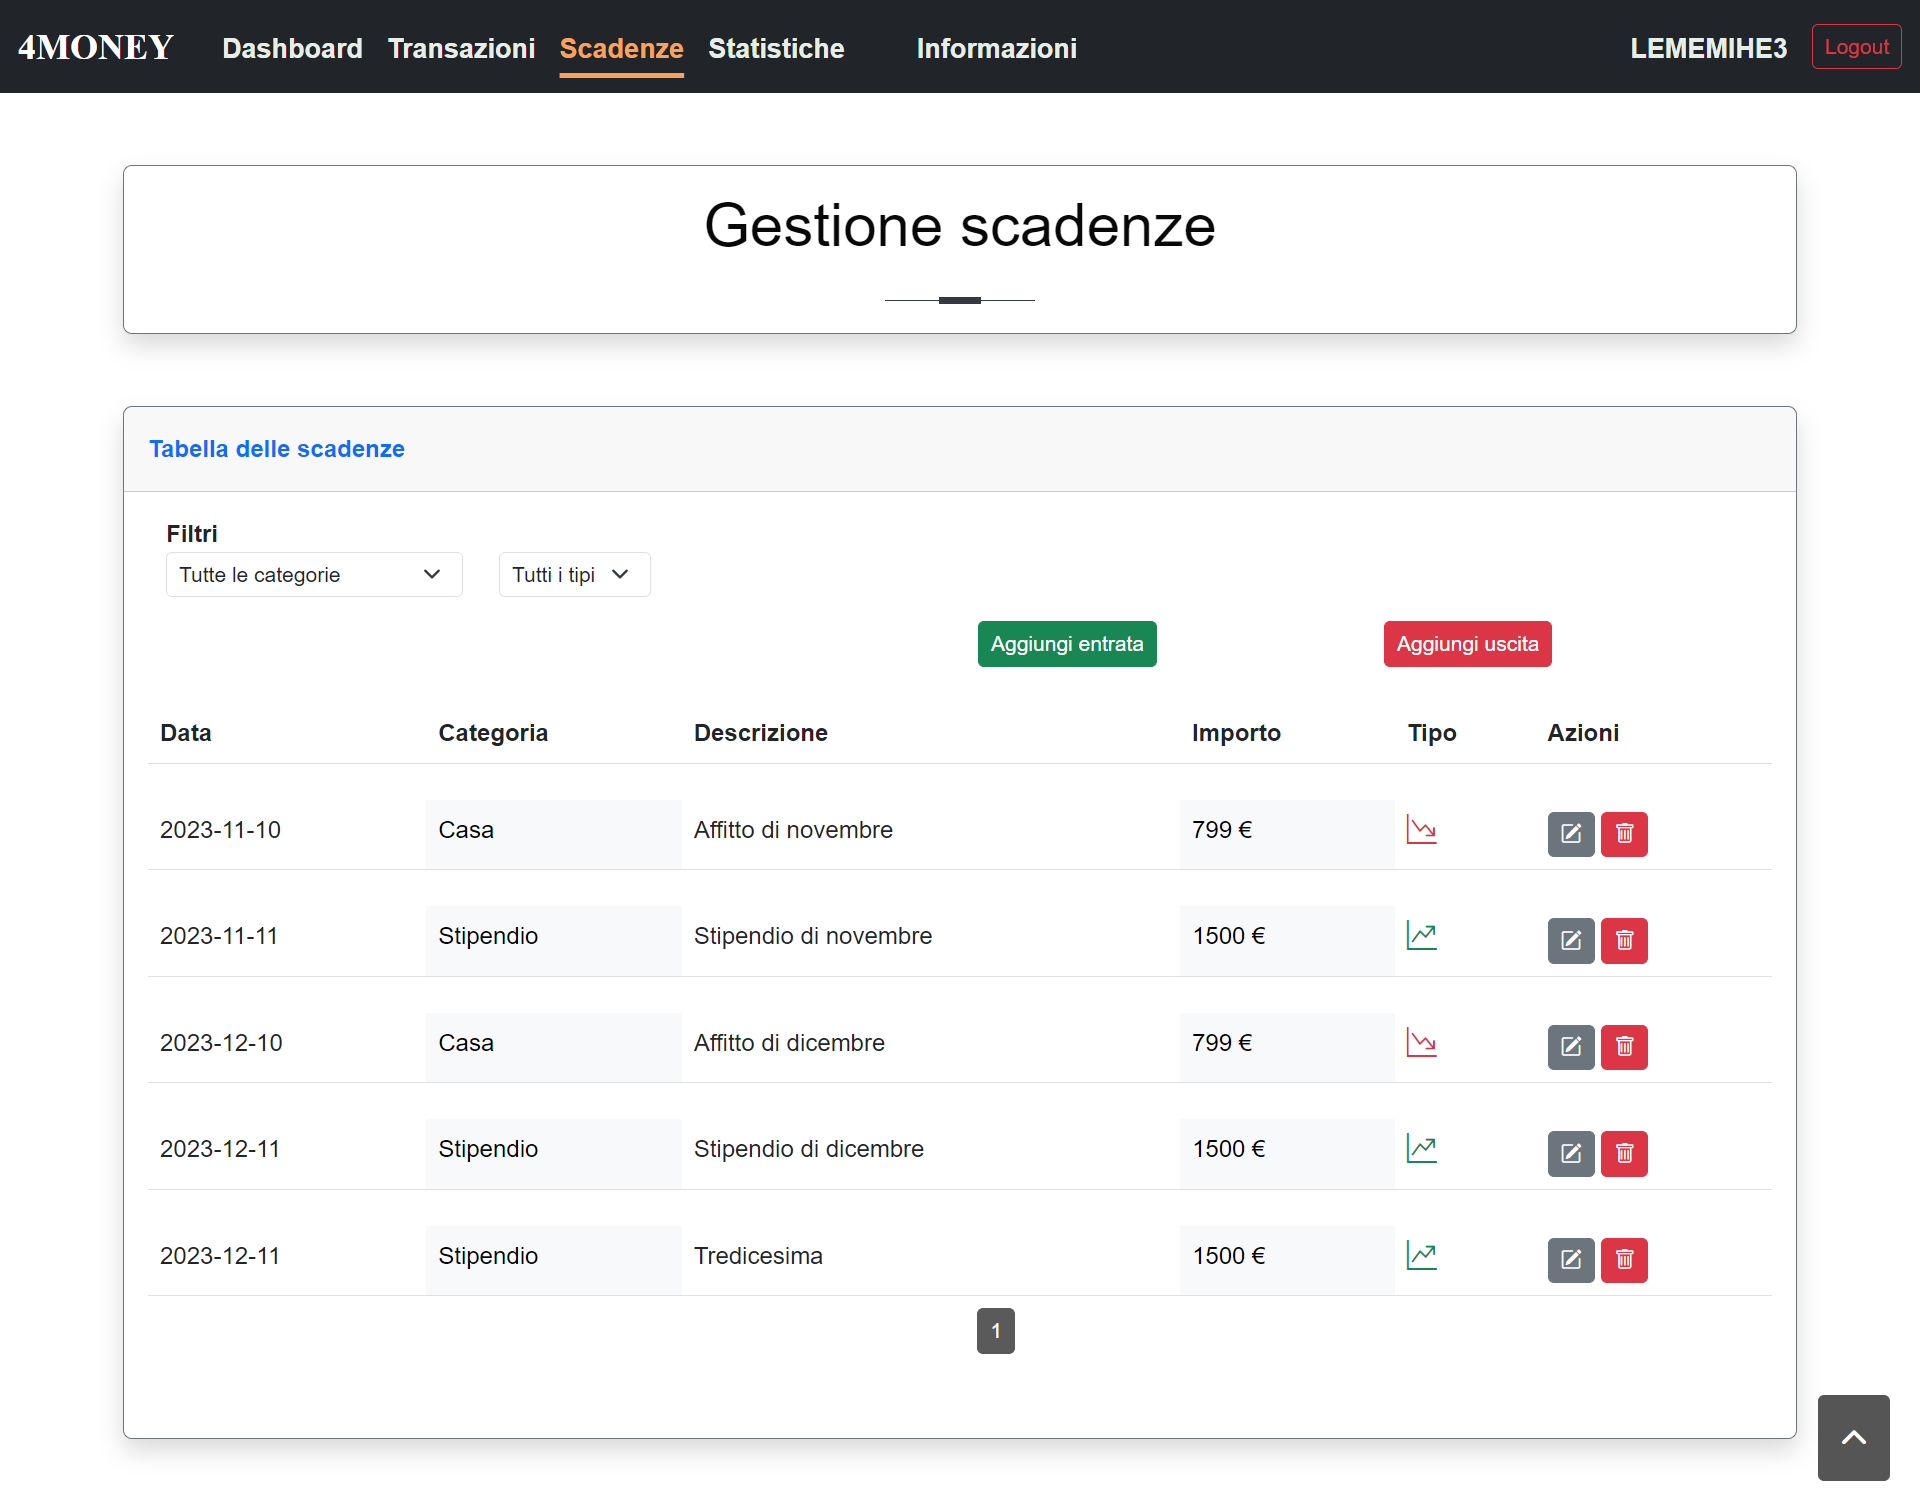 4MONEY Dashboard Transazioni Scadenze Statistiche Informazioni LEMEMIHE3 Logout
Gestione scadenze
Tabella delle scadenze
Filtri
Tutte le categorie Tutti i tipi
Aggiungi entrata Aggiungi uscita
Data Categoria Descrizione Importo Tipo Azioni
2023-11-10 Casa Affitto di novembre 799 €
2023-11-11 Stipendio Stipendio di novembre 1500 €
2023-12-10 Casa Affitto di dicembre 799 €
2023-12-11 Stipendio Stipendio di dicembre 1500 €
2023-12-11 Stipendio Tredicesima 1500 €
1